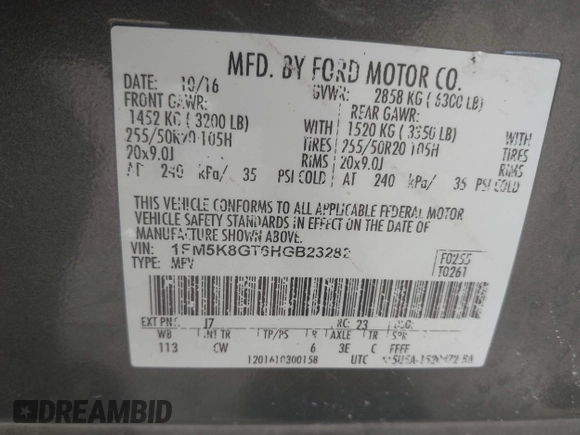 MFD. BY FORD MOTOR CO.
DATE: 10/16 GVWR: 2858 KG ( 6300 LB)
FRONT GAWR: REAR GAWR:
1452 KG ( 3200 LB) WITH 1520 KG ( 3350 LB) WITH
255/50R20 105H TIRES 255/50R20 105H TIRES
20x9.0J RIMS 20x9.0J RIMS
AT 240 kPa/ 35 PSI COLD AT 240 kPa/ 35 PSI COLD
THIS VEHICLE CONFORMS TO ALL APPLICABLE FEDERAL MOTOR
VEHICLE SAFETY STANDARDS IN EFFECT ON THE DATE OF
MANUFACTURE SHOWN ABOVE.
VIN: 1FM5K8GT6HGB23282 F0255
TYPE: MPV T0261
EXT PNT: J7 RC: 23 DSO:
WB INT TR TP/PS R AXLE TR SPR
113 CW 6 3E C FFFF
1201610300158 UTC
DREAMBID